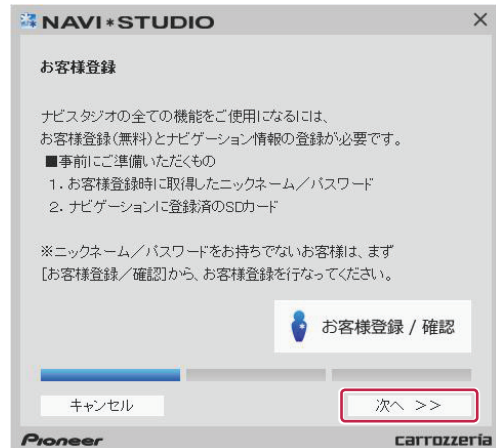 NAVI*STUDIO
お客様登録
ナビスタジオの全ての機能をご使用になるには、
お客様登録(無料)とナビゲーション情報の登録が必要です。
■事前にご準備いただくもの
1. お客様登録時に取得したニックネーム/パスワード
2. ナビゲーションに登録済のSDカード
※ニックネーム/パスワードをお持ちでないお客様は、まず
[お客様登録/確認]から、お客様登録を行なってください。
お客様登録 / 確認
キャンセル
次へ >>
Pioneer
carrozzeria